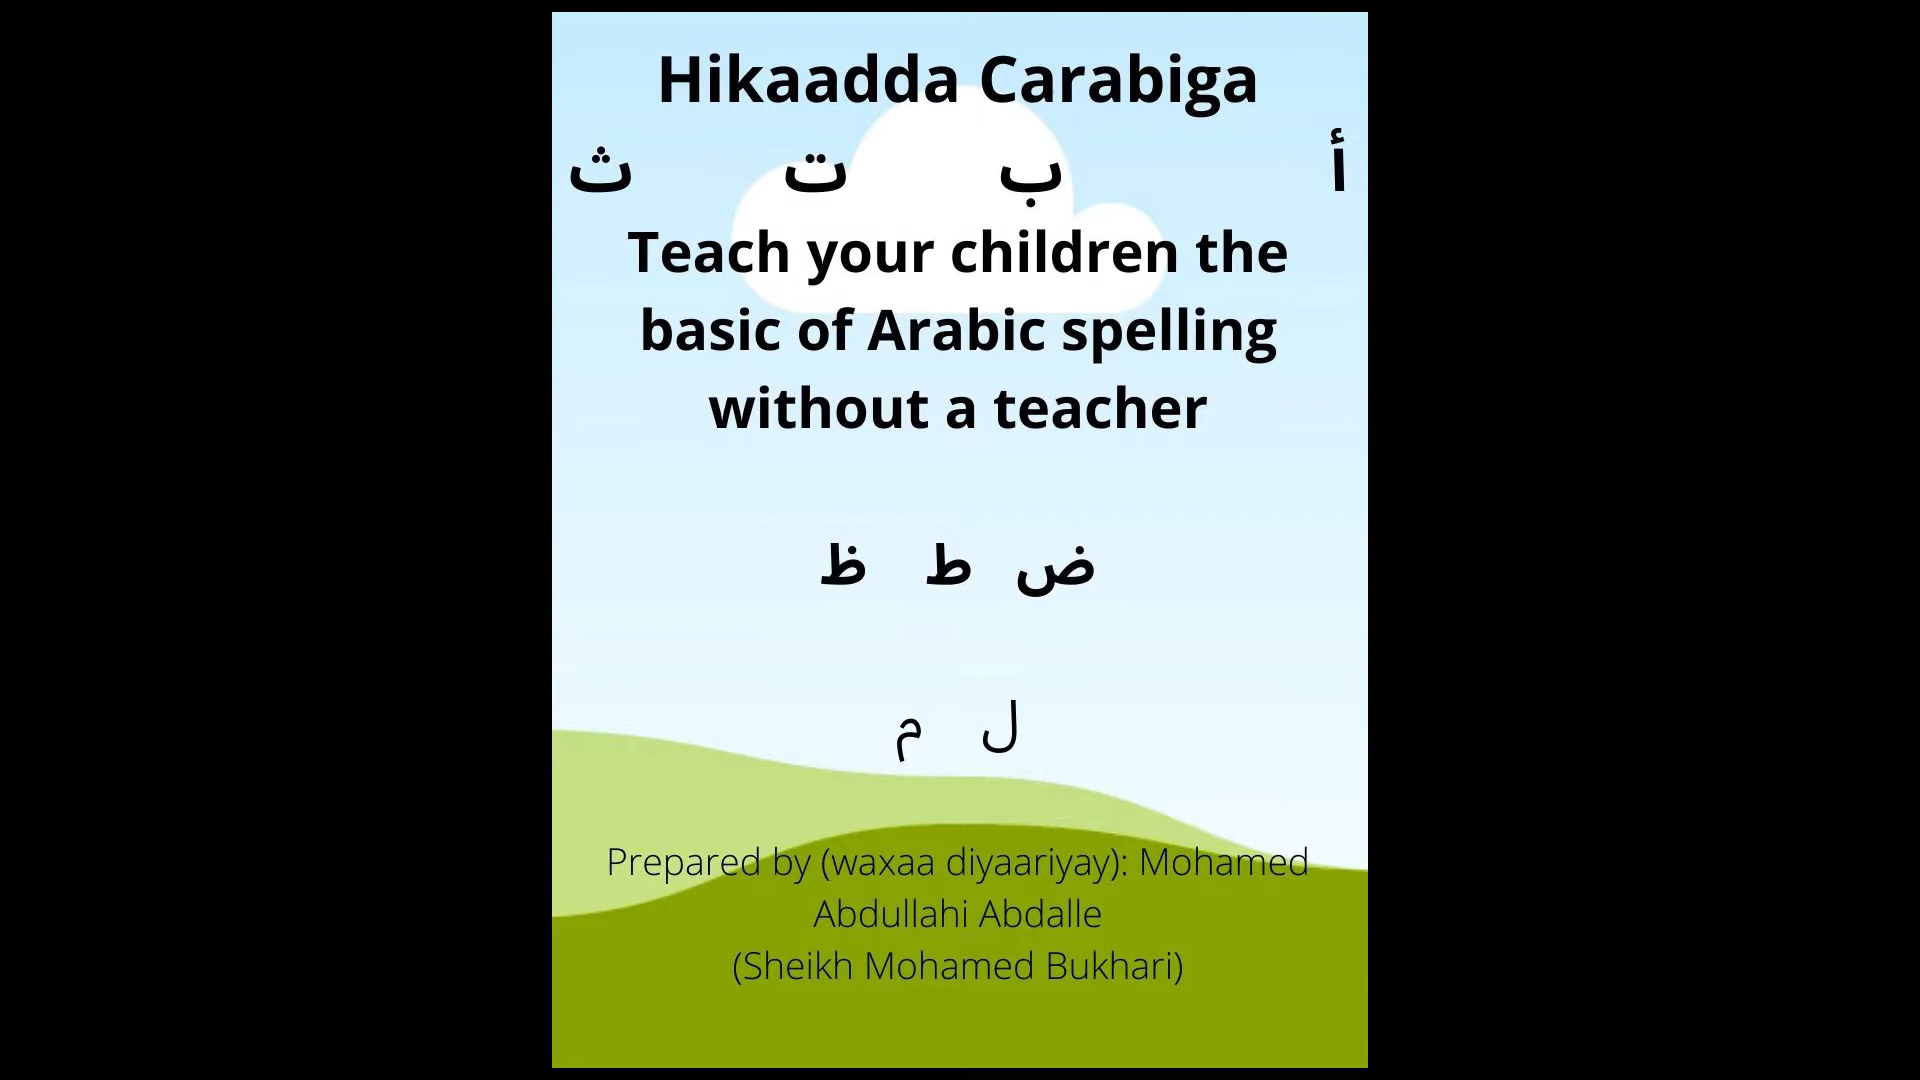 Hikaadda Carabiga
أ ب ت ث
Teach your children the
basic of Arabic spelling
without a teacher
ض ط ظ
ل م
Prepared by (waxaa diyaariyay): Mohamed
Abdullahi Abdalle
(Sheikh Mohamed Bukhari)